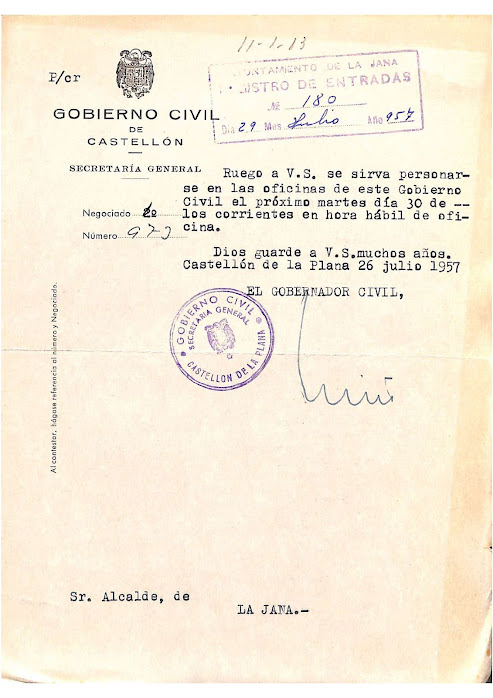 11-1-13
P/cr
AYUNTAMIENTO DE LA JANA
REGISTRO DE ENTRADAS
Nº 180
Día 29 Mes Julio Año 957
GOBIERNO CIVIL
DE
CASTELLÓN
SECRETARÍA GENERAL
Negociado
Número 973
Ruego a V.S. se sirva personar-
se en las oficinas de este Gobierno
Civil el próximo martes día 30 de --
los corrientes en hora hábil de ofi-
cina.
Dios guarde a V.S.muchos años.
Castellón de la Plana 26 julio 1957
EL GOBERNADOR CIVIL,
GOBIERNO CIVIL
SECRETARIA GENERAL
CASTELLON DE LA PLANA
Al contestar, hágase referencia al número y Negociado.
Sr. Alcalde, de
LA JANA.-